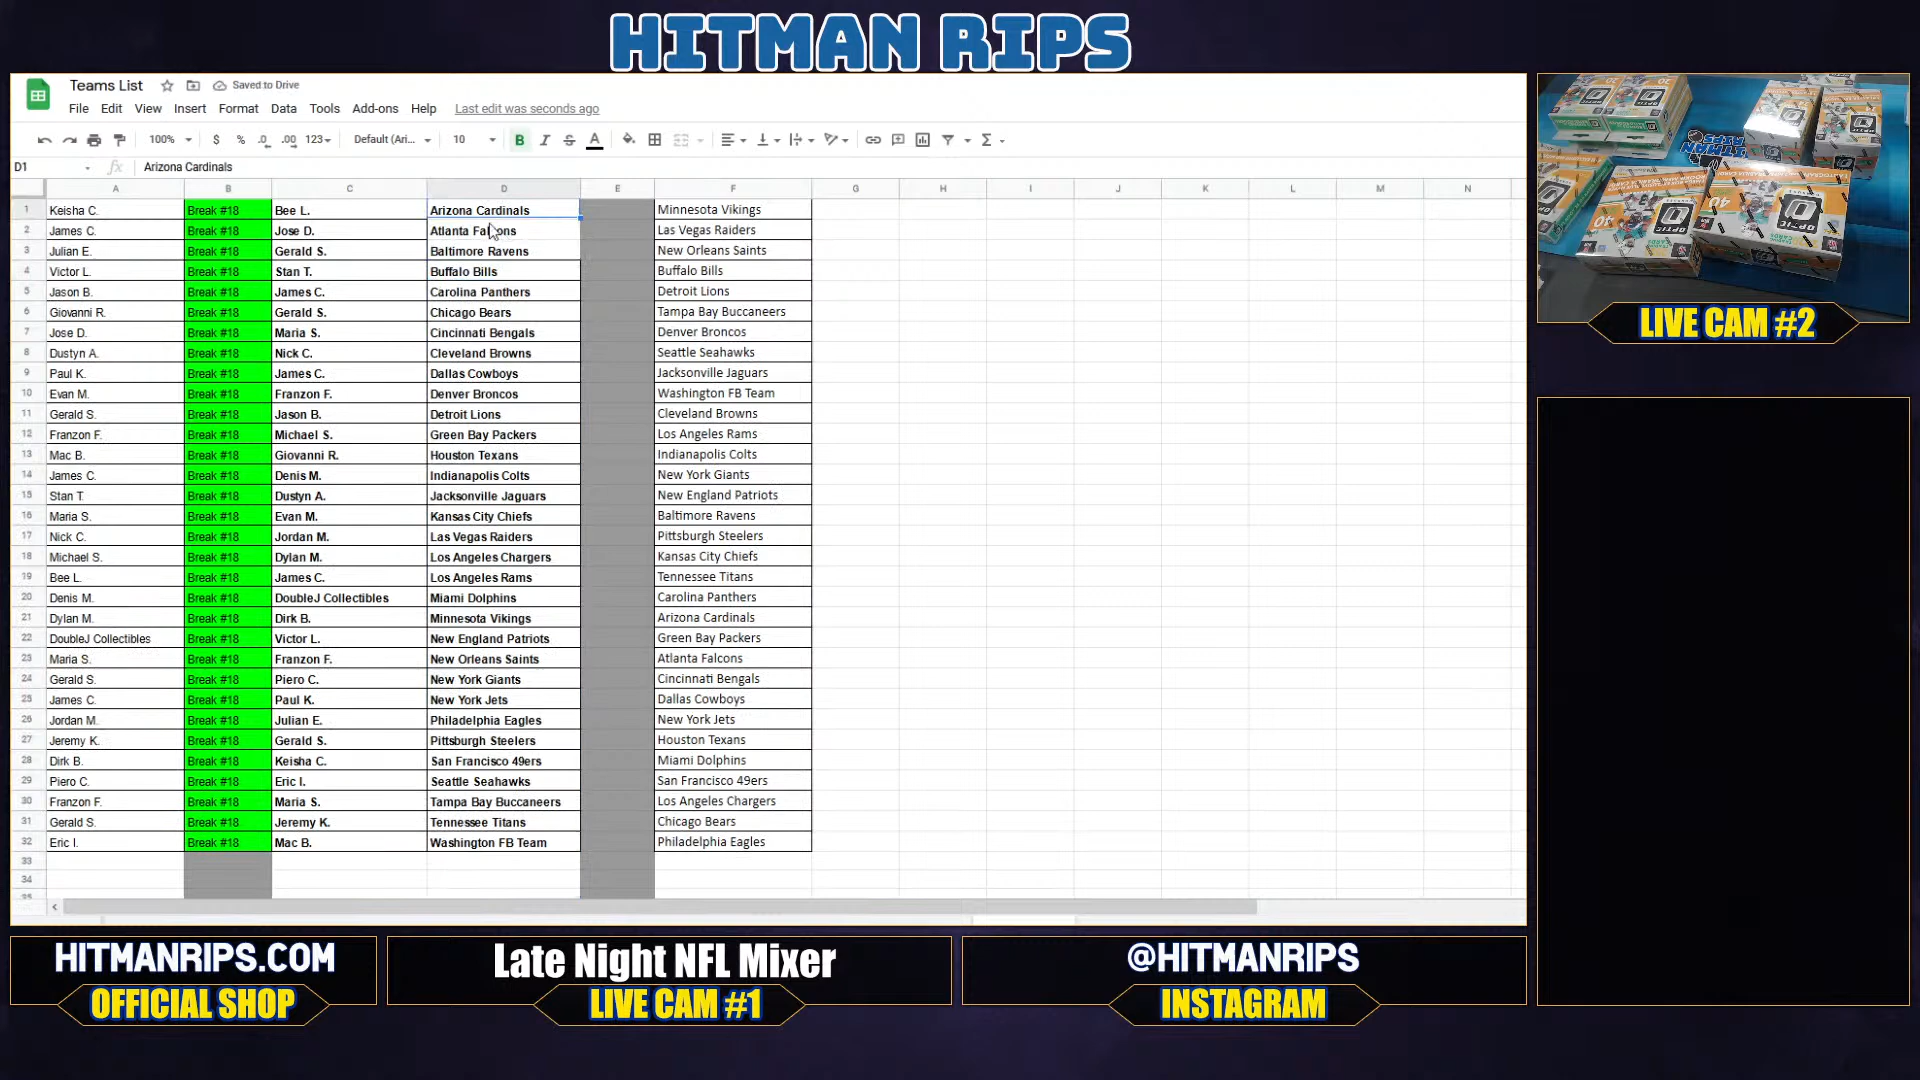 HITMAN RIPS
Teams List Saved to Drive
File Edit View Insert Format Data Tools Add-ons Help Last edit was seconds ago
100% $ % .0 .00 123 Default (Ari... 10 B I S A
D1 fx Arizona Cardinals
A B C D E F G H I J K L M N
1 Keisha C. Break #18 Bee L. Arizona Cardinals Minnesota Vikings
2 James C. Break #18 Jose D. Atlanta Falcons Las Vegas Raiders
3 Julian E. Break #18 Gerald S. Baltimore Ravens New Orleans Saints
4 Victor L. Break #18 Stan T. Buffalo Bills Buffalo Bills
5 Jason B. Break #18 James C. Carolina Panthers Detroit Lions
6 Giovanni R. Break #18 Gerald S. Chicago Bears Tampa Bay Buccaneers
7 Jose D. Break #18 Maria S. Cincinnati Bengals Denver Broncos
8 Dustyn A. Break #18 Nick C. Cleveland Browns Seattle Seahawks
9 Paul K. Break #18 James C. Dallas Cowboys Jacksonville Jaguars
10 Evan M. Break #18 Franzon F. Denver Broncos Washington FB Team
11 Gerald S. Break #18 Jason B. Detroit Lions Cleveland Browns
12 Franzon F. Break #18 Michael S. Green Bay Packers Los Angeles Rams
13 Mac B. Break #18 Giovanni R. Houston Texans Indianapolis Colts
14 James C. Break #18 Denis M. Indianapolis Colts New York Giants
15 Stan T. Break #18 Dustyn A. Jacksonville Jaguars New England Patriots
16 Maria S. Break #18 Evan M. Kansas City Chiefs Baltimore Ravens
17 Nick C. Break #18 Jordan M. Las Vegas Raiders Pittsburgh Steelers
18 Michael S. Break #18 Dylan M. Los Angeles Chargers Kansas City Chiefs
19 Bee L. Break #18 James C. Los Angeles Rams Tennessee Titans
20 Denis M. Break #18 DoubleJ Collectibles Miami Dolphins Carolina Panthers
21 Dylan M. Break #18 Dirk B. Minnesota Vikings Arizona Cardinals
22 DoubleJ Collectibles Break #18 Victor L. New England Patriots Green Bay Packers
23 Maria S. Break #18 Franzon F. New Orleans Saints Atlanta Falcons
24 Gerald S. Break #18 Piero C. New York Giants Cincinnati Bengals
25 James C. Break #18 Paul K. New York Jets Dallas Cowboys
26 Jordan M. Break #18 Julian E. Philadelphia Eagles New York Jets
27 Jeremy K. Break #18 Gerald S. Pittsburgh Steelers Houston Texans
28 Dirk B. Break #18 Keisha C. San Francisco 49ers Miami Dolphins
29 Piero C. Break #18 Eric I. Seattle Seahawks San Francisco 49ers
30 Franzon F. Break #18 Maria S. Tampa Bay Buccaneers Los Angeles Chargers
31 Gerald S. Break #18 Jeremy K. Tennessee Titans Chicago Bears
32 Eric I. Break #18 Mac B. Washington FB Team Philadelphia Eagles
33
34
OPTIC
40
OPTIC
40
LIVE CAM #2
HITMANRIPS.COM
OFFICIAL SHOP
Late Night NFL Mixer
LIVE CAM #1
@HITMANRIPS
INSTAGRAM